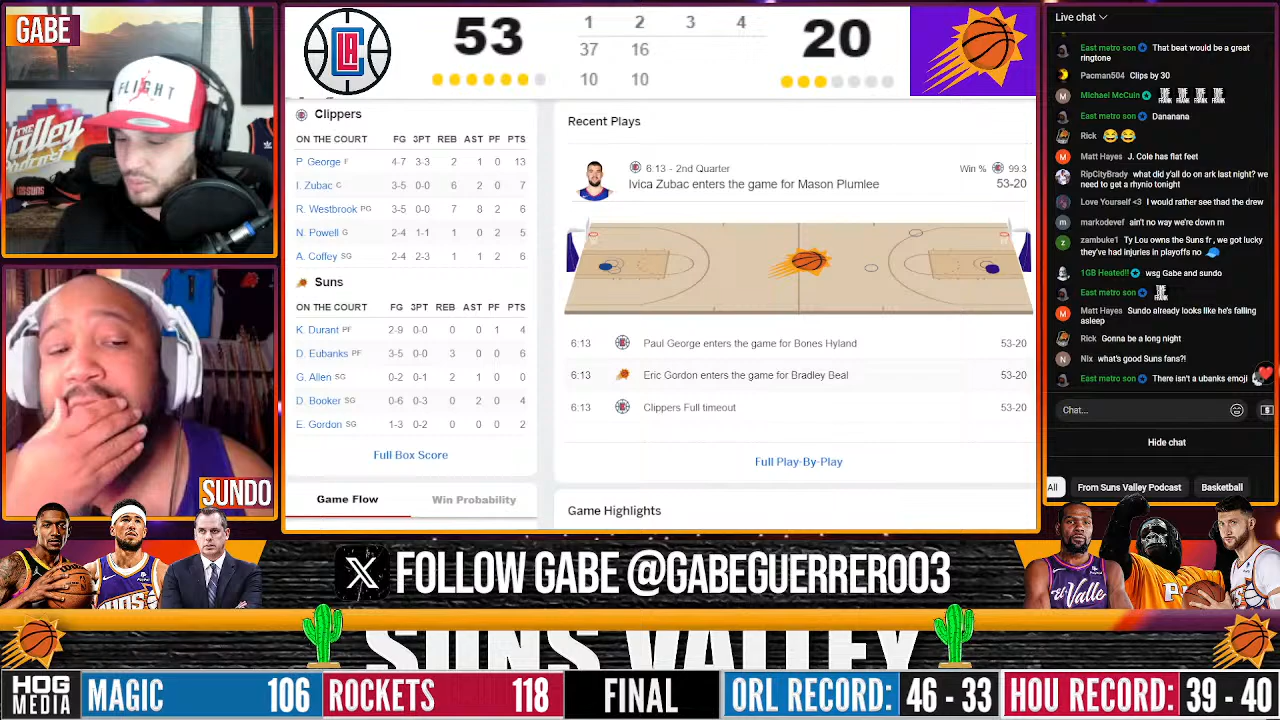 GABE
FLIGHT
THE
Valley
SUNDO
LAC
53
1 2 3 4
37 16
10 10
20
Clippers
ON THE COURT FG 3PT REB AST PF PTS
P. George F 4-7 3-3 2 1 0 13
I. Zubac C 3-5 0-0 6 2 0 7
R. Westbrook PG 3-5 0-0 7 8 2 6
N. Powell G 2-4 1-1 1 0 2 5
A. Coffey SG 2-4 2-3 1 1 2 6
Suns
ON THE COURT FG 3PT REB AST PF PTS
K. Durant PF 2-9 0-0 0 0 1 4
D. Eubanks PF 3-5 0-0 3 0 0 6
G. Allen SG 0-2 0-1 2 1 0 0
D. Booker SG 0-6 0-3 0 2 0 4
E. Gordon SG 1-3 0-2 0 0 0 2
Full Box Score
Game Flow Win Probability
Recent Plays
6:13 - 2nd Quarter Win % 99.3
Ivica Zubac enters the game for Mason Plumlee 53-20
6:13 Paul George enters the game for Bones Hyland 53-20
6:13 Eric Gordon enters the game for Bradley Beal 53-20
6:13 Clippers Full timeout 53-20
Full Play-By-Play
Game Highlights
Live chat
East metro son That beat would be a great
ringtone
Pacman504 Clips by 30
Michael McCuin
East metro son Dananana
Rick 😂😂
Matt Hayes J. Cole has flat feet
RipCityBrady what did y'all do on ark last night? we
need to get a rhynio tonight
Love Yourself <3 I would rather see thad the drew
markodevef ain't no way we're down rn
zambuke1 Ty Lou owns the Suns fr , we got lucky
they've had injuries in playoffs no 🧢
1GB Heated!! wsg Gabe and sundo
East metro son
Matt Hayes Sundo already looks like he's falling
asleep
Rick Gonna be a long night
Nix what's good Suns fans?!
East metro son There isn't a ubanks emoji
Chat...
Hide chat
All From Suns Valley Podcast Basketball
X FOLLOW GABE @GABEGUERRERO03
SUNS VALLEY
HOG
MEDIA
MAGIC 106 ROCKETS 118 FINAL ORL RECORD: 46 - 33 HOU RECORD: 39 - 40